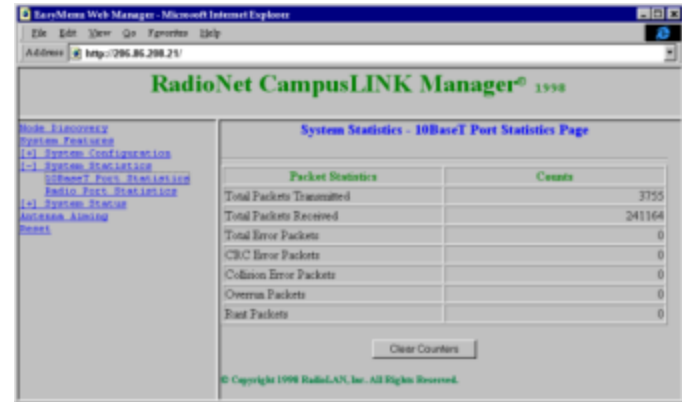 EasyMenu Web Manager - Microsoft Internet Explorer
File Edit View Go Favorites Help
Address http://206.86.208.21/
RadioNet CampusLINK Manager© 1998
Node Discovery
System Features
[+] System Configuration
[-] System Statistics
10BaseT Port Statistics
Radio Port Statistics
[+] System Status
Antenna Aiming
Reset
System Statistics - 10BaseT Port Statistics Page
Packet Statistics Counts
Total Packets Transmitted 3755
Total Packets Received 241164
Total Error Packets 0
CRC Error Packets 0
Collision Error Packets 0
Overrun Packets 0
Runt Packets 0
Clear Counters
© Copyright 1998 RadioLAN, Inc. All Rights Reserved.